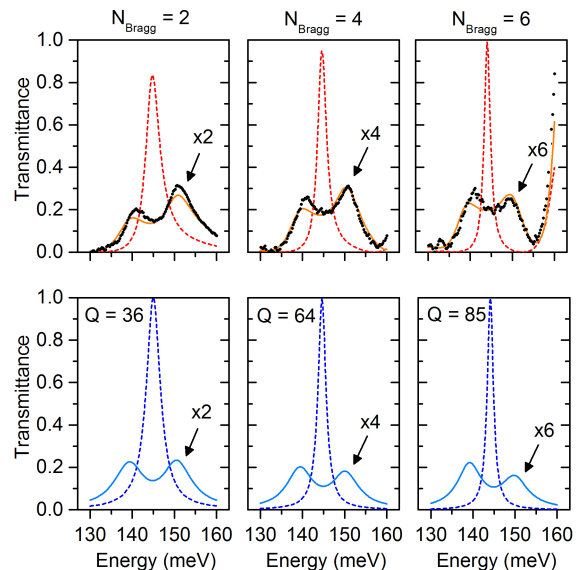 N_Bragg = 2 N_Bragg = 4 N_Bragg = 6
Transmittance
1.0
0.8
0.6
0.4
0.2
0.0
x2
x4
x6
Transmittance
1.0
0.8
0.6
0.4
0.2
0.0
Q = 36
x2
Q = 64
x4
Q = 85
x6
130 140 150 160 130 140 150 160 130 140 150 160
Energy (meV) Energy (meV) Energy (meV)